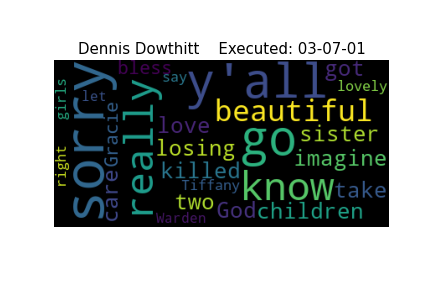 Dennis Dowthitt    Executed: 03-07-01
bless
say
y'all
got
lovely
girls
let
sorry
Gracie
care
really
love
beautiful
right
losing
go
sister
imagine
killed
Tiffany
know
take
two
God
children
Warden